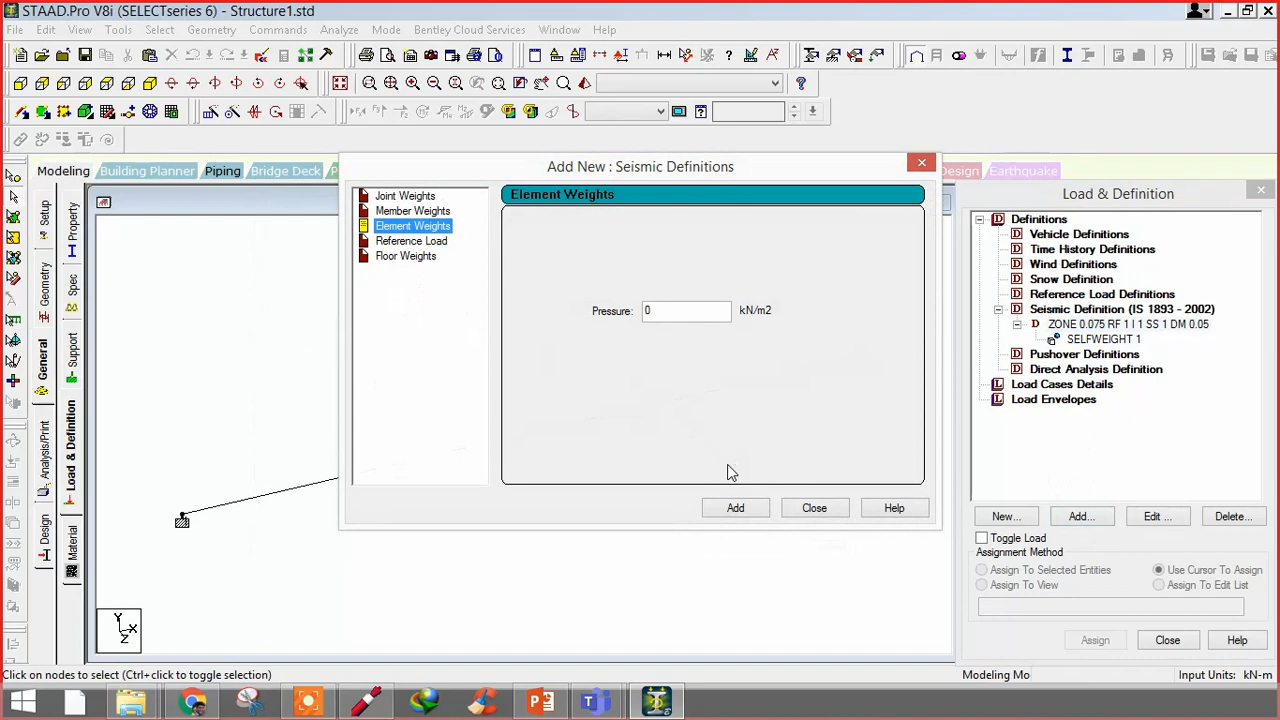 STAAD.Pro V8i (SELECTseries 6) - Structure1.std
File Edit View Tools Select Geometry Commands Analyze Mode Bentley Cloud Services Window Help
Modeling Building Planner Piping Bridge Deck Design Earthquake
Setup
Geometry
General
Analysis/Print
Design
Property
Spec
Support
Load & Definition
Material
Add New : Seismic Definitions
Joint Weights
Member Weights
Element Weights
Reference Load
Floor Weights
Element Weights
Pressure: 0 kN/m2
Add Close Help
Load & Definition
Definitions
Vehicle Definitions
Time History Definitions
Wind Definitions
Snow Definition
Reference Load Definitions
Seismic Definition (IS 1893 - 2002)
ZONE 0.075 RF 1 I 1 SS 1 DM 0.05
SELFWEIGHT 1
Pushover Definitions
Direct Analysis Definition
Load Cases Details
Load Envelopes
New... Add... Edit ... Delete...
Toggle Load
Assignment Method
Assign To Selected Entities Use Cursor To Assign
Assign To View Assign To Edit List
Assign Close Help
Y
X
Z
Click on nodes to select (Ctrl+click to toggle selection) Modeling Mo Input Units: kN-m